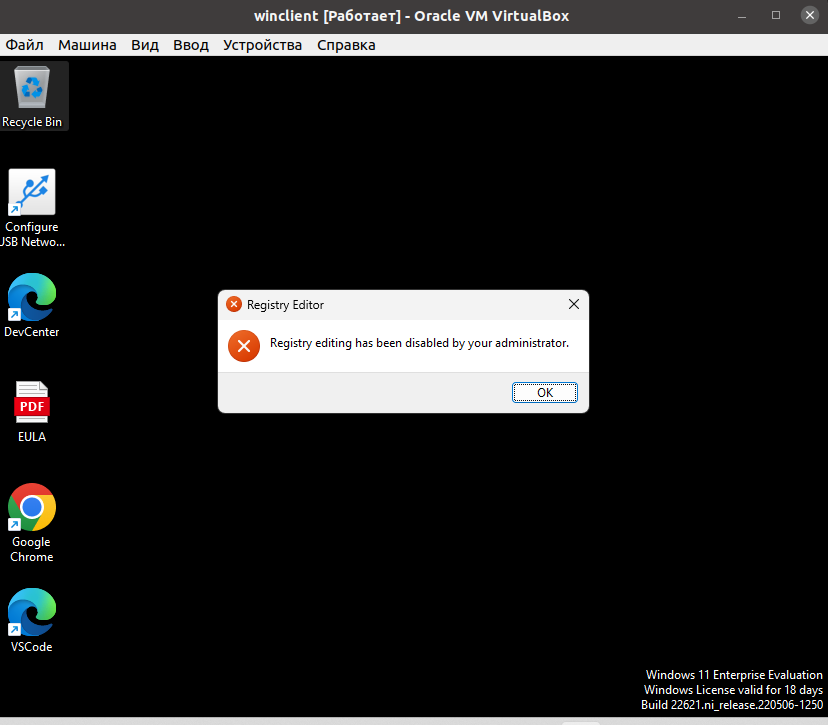 winclient [Работает] - Oracle VM VirtualBox
Файл Машина Вид Ввод Устройства Справка
Recycle Bin
Configure
USB Netwo...
DevCenter
PDF
EULA
Google
Chrome
VSCode
Registry Editor
Registry editing has been disabled by your administrator.
OK
Windows 11 Enterprise Evaluation
Windows License valid for 18 days
Build 22621.ni_release.220506-1250